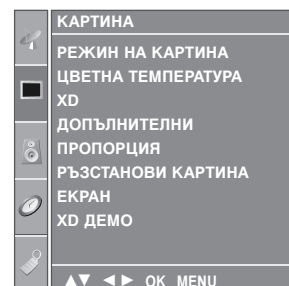 КАРТИНА
РЕЖИН НА КАРТИНА
ЦВЕТНА ТЕМПЕРАТУРА
XD
ДОПЪЛНИТЕЛНИ
ПРОПОРЦИЯ
РЪЗСТАНОВИ КАРТИНА
ЕКРАН
XD ДЕМО
▲▼ ◄► OK MENU